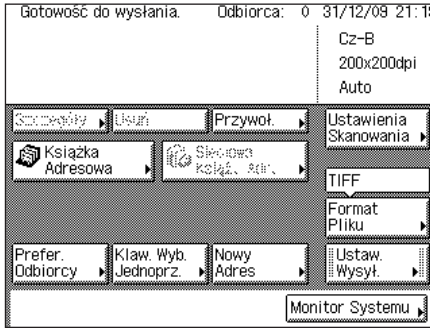 Gotowość do wysłania. Odbiorca: 0 31/12/09 21:1
Cz-B
200x200dpi
Auto
Szczegóły Usuń Przywoł. Ustawienia
Skanowania
Książka
Adresowa
Sieciowa
Książ. Adr.
TIFF
Format
Pliku
Prefer.
Odbiorcy
Klaw. Wyb.
Jednoprz.
Nowy
Adres
Ustaw.
Wysył.
Monitor Systemu